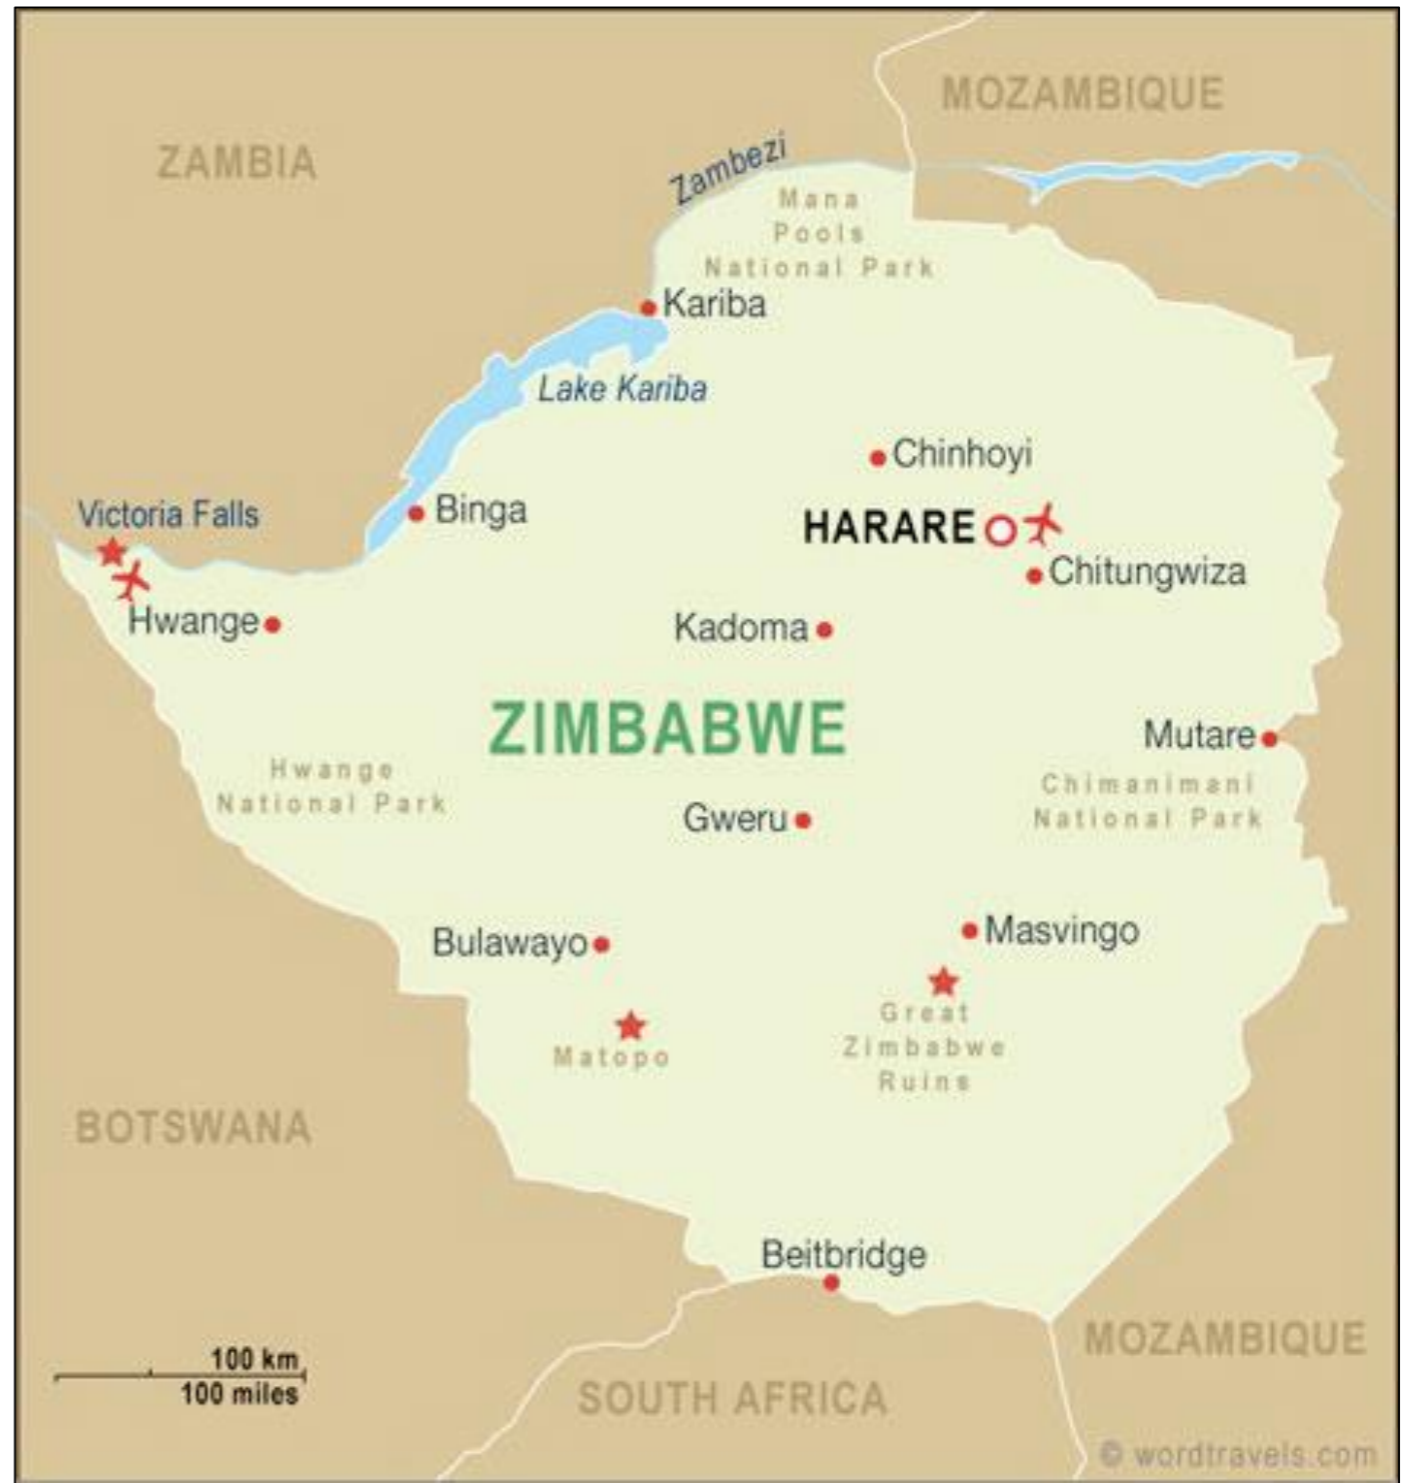 MOZAMBIQUE
ZAMBIA
Zambezi
Mana
Pools
National Park
Kariba
Lake Kariba
Chinhoyi
Victoria Falls
Binga
HARARE
Chitungwiza
Hwange
Kadoma
ZIMBABWE
Mutare
Hwange
National Park
Chimanimani
National Park
Gweru
Bulawayo
Masvingo
Great
Zimbabwe
Ruins
Matopo
BOTSWANA
Beitbridge
MOZAMBIQUE
100 km
100 miles
SOUTH AFRICA
© wordtravels.com